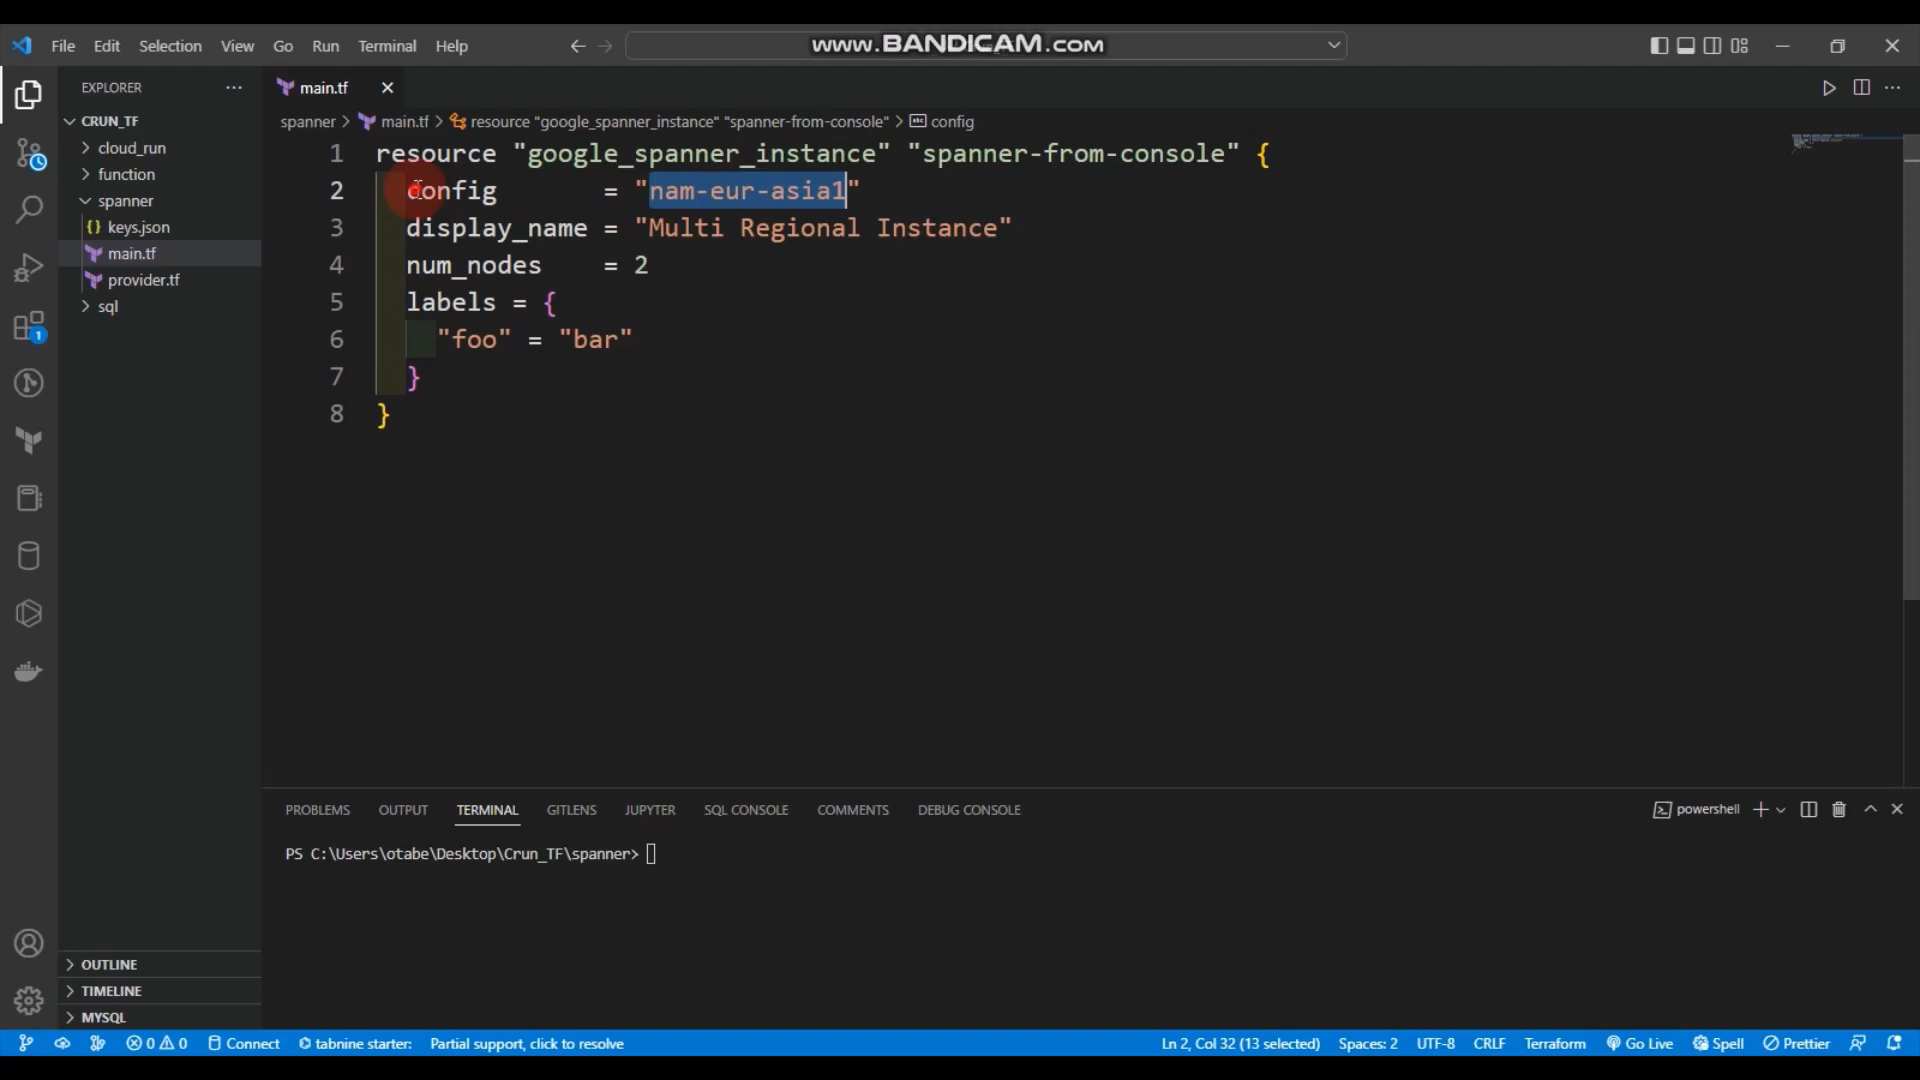 File Edit Selection View Go Run Terminal Help
www.BANDICAM.com
EXPLORER
main.tf
CRUN_TF
spanner > main.tf > resource "google_spanner_instance" "spanner-from-console" > config
cloud_run
function
spanner
keys.json
main.tf
provider.tf
sql
1 resource "google_spanner_instance" "spanner-from-console" {
2 config = "nam-eur-asia1"
3 display_name = "Multi Regional Instance"
4 num_nodes = 2
5 labels = {
6 "foo" = "bar"
7 }
8 }
PROBLEMS OUTPUT TERMINAL GITLENS JUPYTER SQL CONSOLE COMMENTS DEBUG CONSOLE
powershell
PS C:\Users\otabe\Desktop\Crun_TF\spanner>
OUTLINE
TIMELINE
MYSQL
0 0 Connect tabnine starter: Partial support, click to resolve
Ln 2, Col 32 (13 selected) Spaces: 2 UTF-8 CRLF Terraform Go Live Spell Prettier